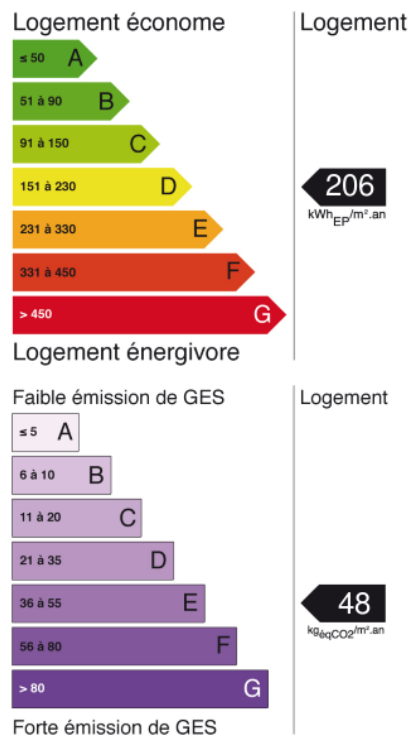 Logement économe
Logement
≤ 50 A
51 à 90 B
91 à 150 C
151 à 230 D
206
kWhEP/m².an
231 à 330 E
331 à 450 F
> 450 G
Logement énergivore
Faible émission de GES
Logement
≤ 5 A
6 à 10 B
11 à 20 C
21 à 35 D
36 à 55 E
48
kgéqCO2/m².an
56 à 80 F
> 80 G
Forte émission de GES